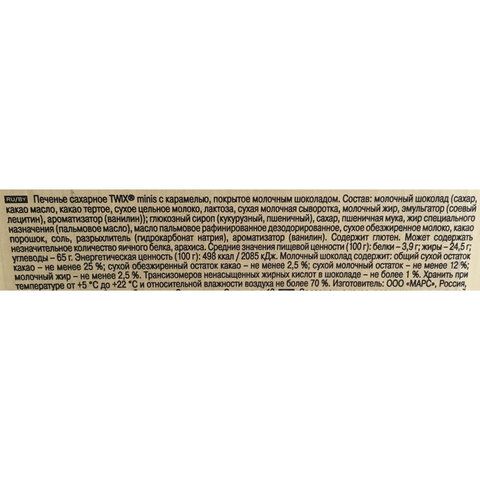 RU/BY Печенье сахарное TWIX® minis с карамелью, покрытое молочным шоколадом. Состав: молочный шоколад (сахар,
какао масло, какао тертое, сухое цельное молоко, лактоза, сухая молочная сыворотка, молочный жир, эмульгатор (соевый
лецитин), ароматизатор (ванилин)); глюкозный сироп (кукурузный, пшеничный), сахар, пшеничная мука, жир специального
назначения (пальмовое масло), масло пальмовое рафинированное дезодорированное, сухое обезжиренное молоко, какао
порошок, соль, разрыхлитель (гидрокарбонат натрия), ароматизатор (ванилин). Содержит глютен. Может содержать
незначительное количество яичного белка, арахиса. Средние значения пищевой ценности (100 г): белки – 3,9 г; жиры – 24,5 г;
углеводы – 65 г. Энергетическая ценность (100 г): 498 ккал / 2085 кДж. Молочный шоколад содержит: общий сухой остаток
какао – не менее 25 %; сухой обезжиренный остаток какао – не менее 2,5 %; сухой молочный остаток – не менее 12 %;
молочный жир – не менее 2,5 %. Трансизомеры ненасыщенных жирных кислот в шоколаде – не более 1 %. Хранить при
температуре от +5 °C до +22 °C и относительной влажности воздуха не более 70 %. Изготовитель: ООО «МАРС», Россия,